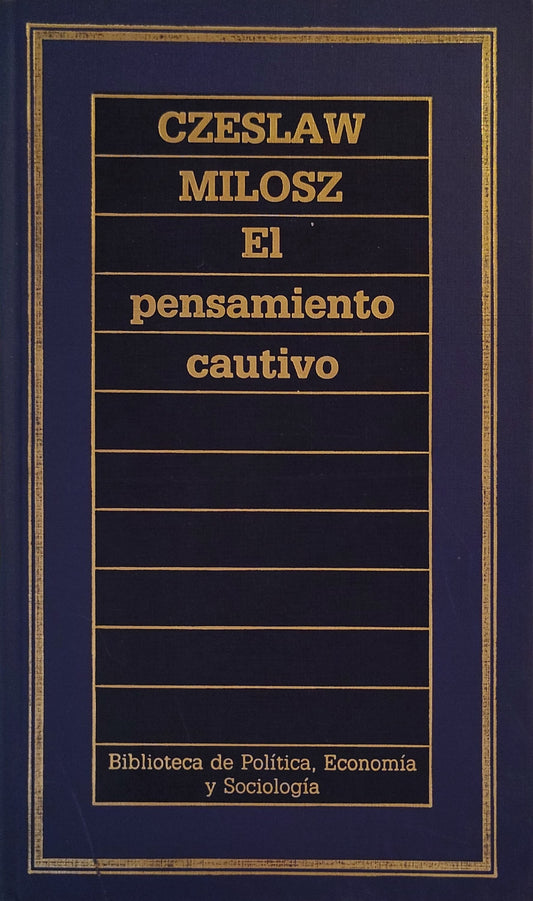 CZESLAW
MILOSZ
El
pensamiento
cautivo
Biblioteca de Política, Economía
y Sociología